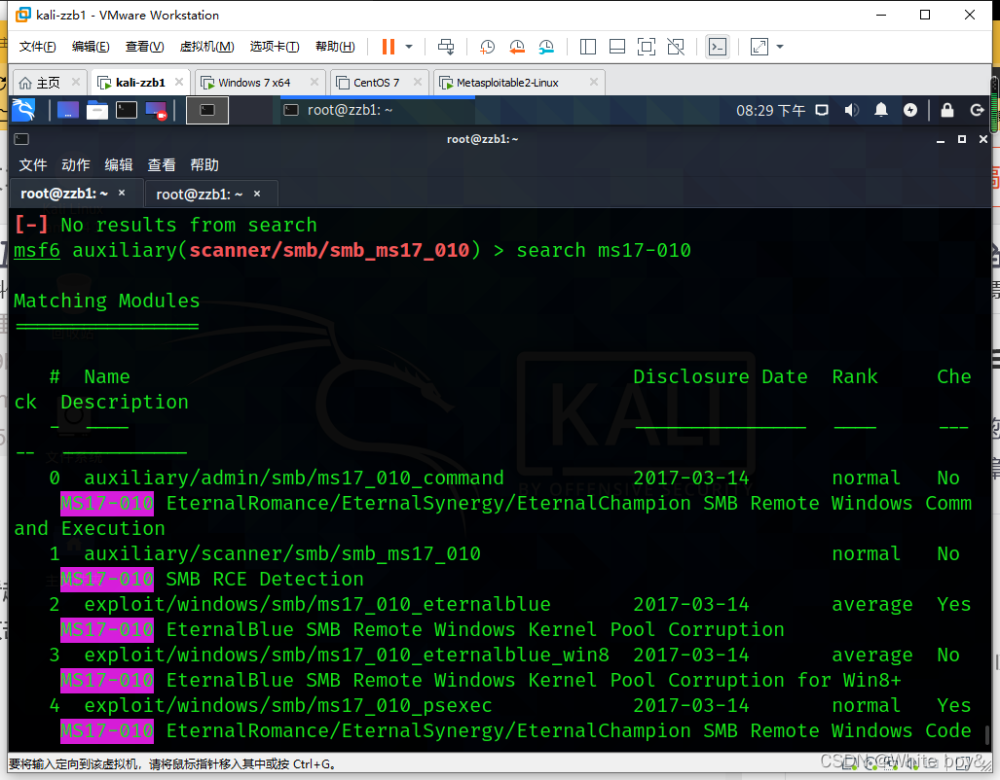 kali-zzb1 - VMware Workstation
文件(F) 编辑(E) 查看(V) 虚拟机(M) 选项卡(T) 帮助(H)
主页 kali-zzb1 Windows 7 x64 CentOS 7 Metasploitable2-Linux
root@zzb1: ~ 08:29 下午
root@zzb1: ~
文件 动作 编辑 查看 帮助
root@zzb1: ~ root@zzb1: ~
[-] No results from search
msf6 auxiliary(scanner/smb/smb_ms17_010) > search ms17-010
Matching Modules
================
# Name Disclosure Date Rank Che
ck Description
- ---- --------------- ---- ---
-- -----------
0 auxiliary/admin/smb/ms17_010_command 2017-03-14 normal No
MS17-010 EternalRomance/EternalSynergy/EternalChampion SMB Remote Windows Comm
and Execution
1 auxiliary/scanner/smb/smb_ms17_010 normal No
MS17-010 SMB RCE Detection
2 exploit/windows/smb/ms17_010_eternalblue 2017-03-14 average Yes
MS17-010 EternalBlue SMB Remote Windows Kernel Pool Corruption
3 exploit/windows/smb/ms17_010_eternalblue_win8 2017-03-14 average No
MS17-010 EternalBlue SMB Remote Windows Kernel Pool Corruption for Win8+
4 exploit/windows/smb/ms17_010_psexec 2017-03-14 normal Yes
MS17-010 EternalRomance/EternalSynergy/EternalChampion SMB Remote Windows Code
KALI
BY OFFENSIVE SECURITY
要将输入定向到该虚拟机，请将鼠标指针移入其中或按 Ctrl+G。
CSDN @White boy&